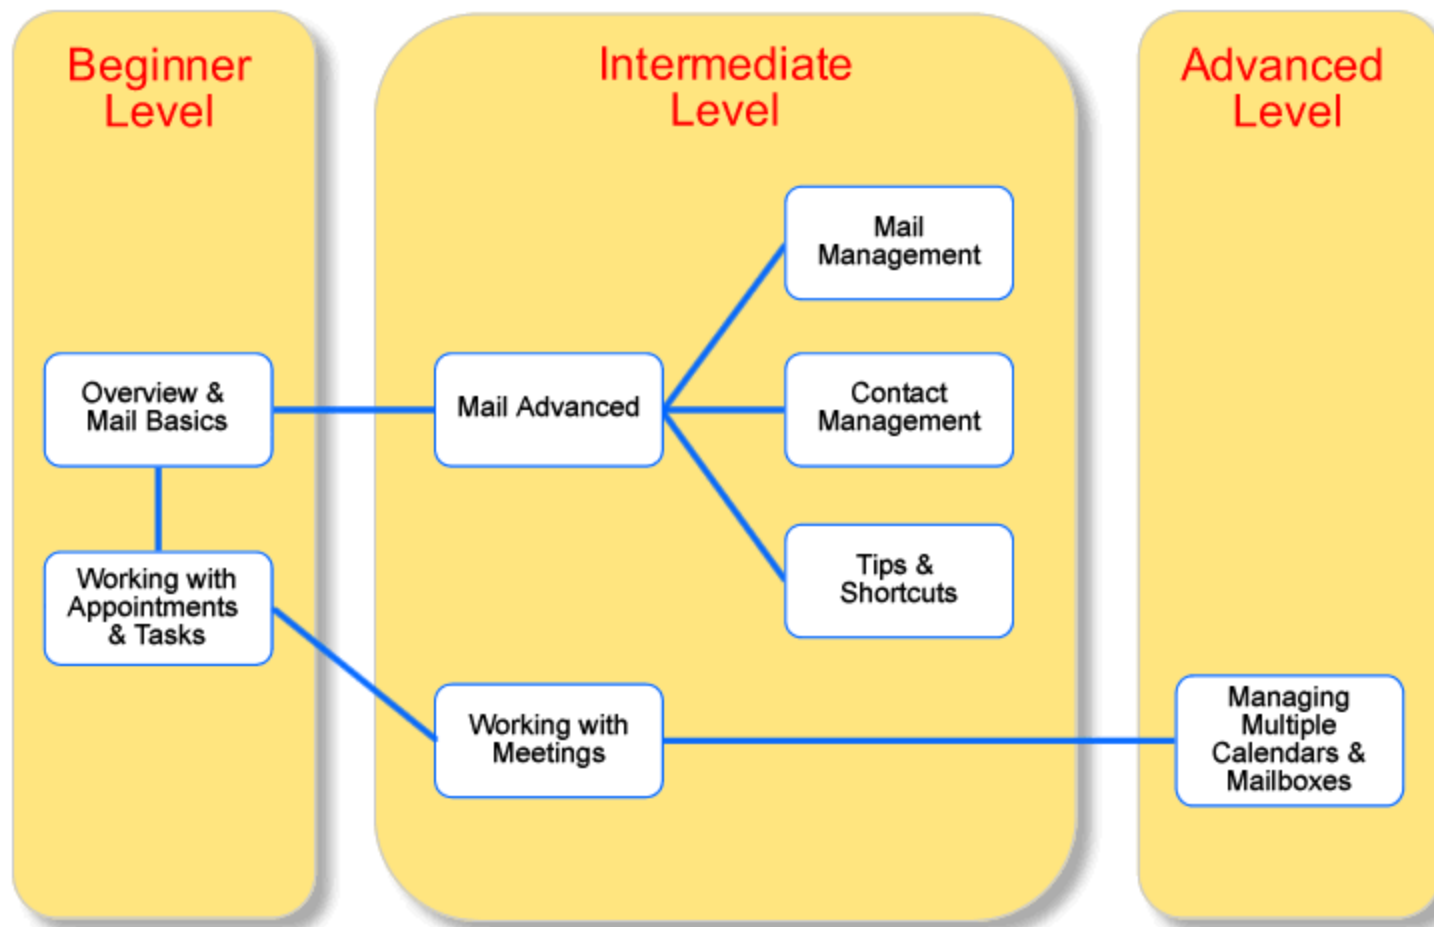 Beginner
Level
Intermediate
Level
Advanced
Level
Mail
Management
Overview &
Mail Basics
Mail Advanced
Contact
Management
Tips &
Shortcuts
Working with
Appointments
& Tasks
Working with
Meetings
Managing
Multiple
Calendars &
Mailboxes